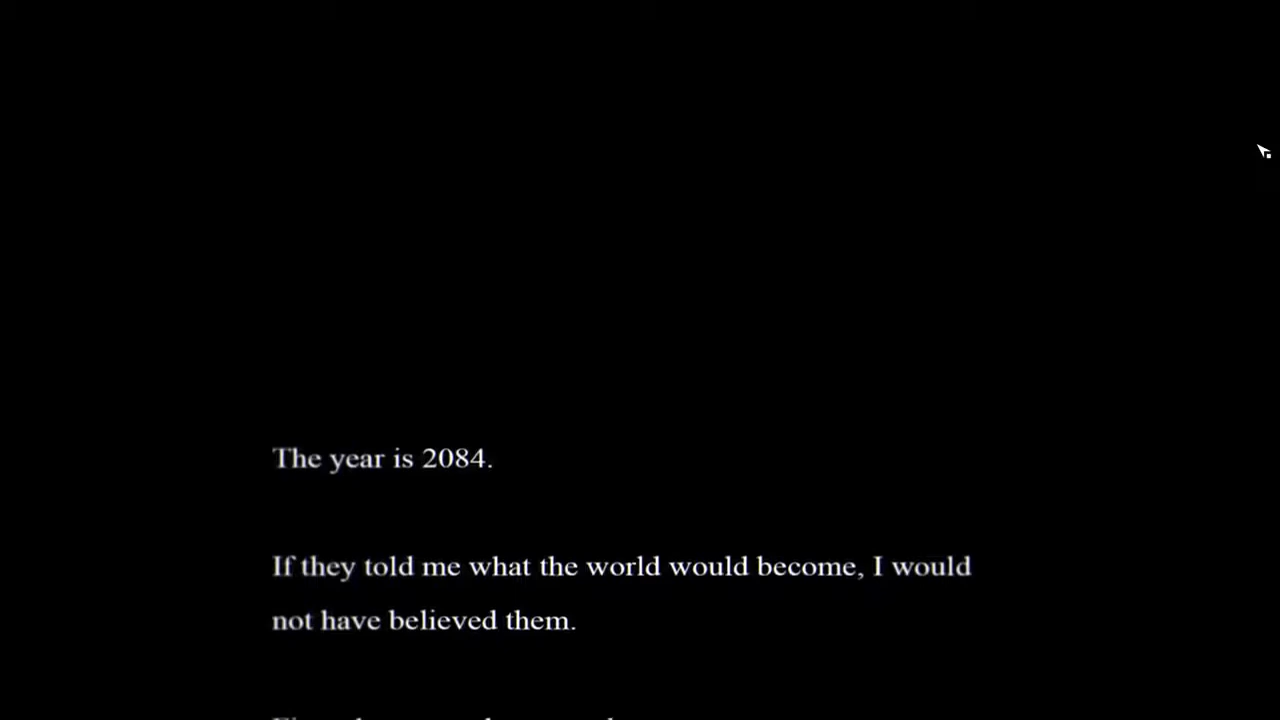 The year is 2084.
If they told me what the world would become, I would
not have believed them.